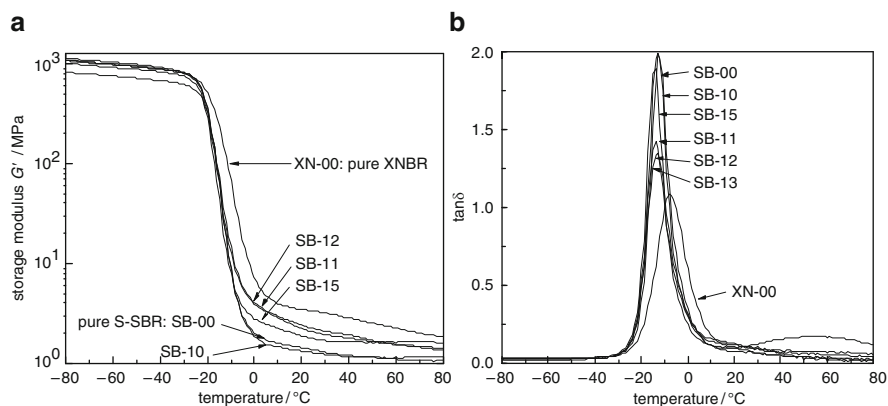 a
10³
10²
10¹
10⁰
storage modulus G′ / MPa
XN-00: pure XNBR
SB-12
SB-11
SB-15
pure S-SBR: SB-00
SB-10
−80 −60 −40 −20 0 20 40 60 80
temperature / °C
b
2.0
1.5
1.0
0.5
0.0
tanδ
SB-00
SB-10
SB-15
SB-11
SB-12
SB-13
XN-00
−80 −60 −40 −20 0 20 40 60 80
temperature / °C